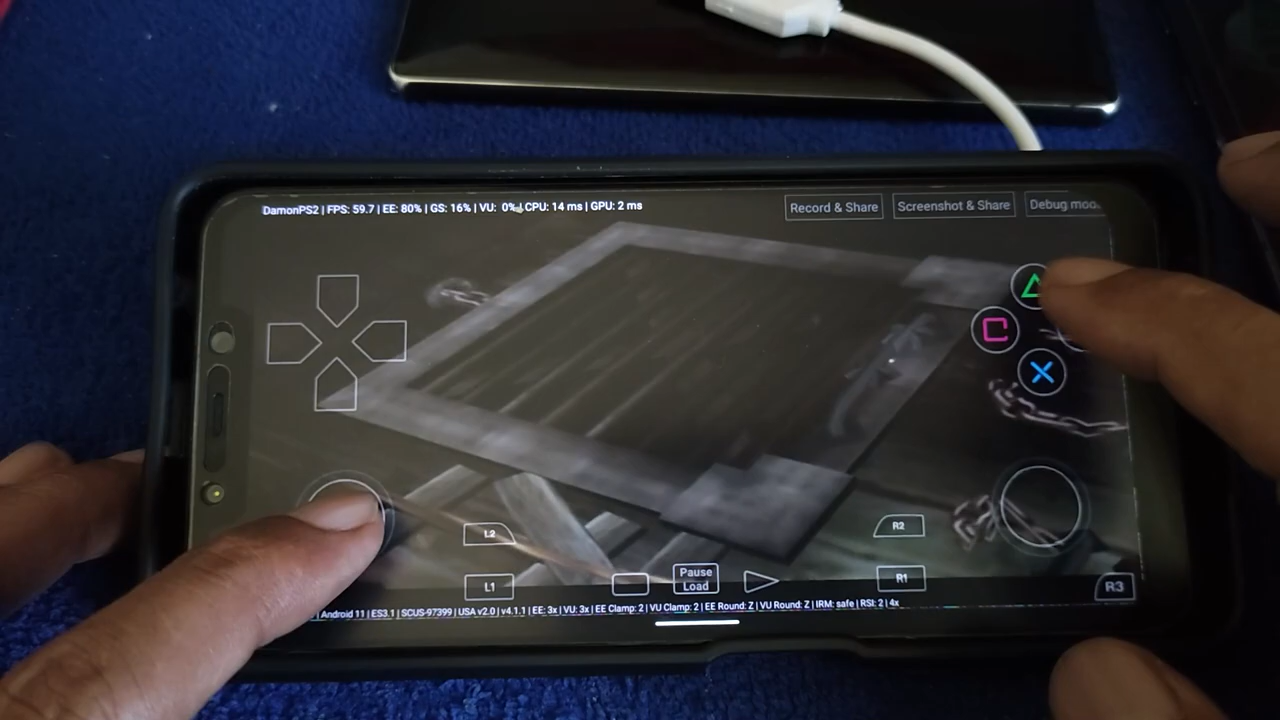 DamonPS2 | FPS: 59.7 | EE: 80% | GS: 16% | VU: 0% | CPU: 14 ms | GPU: 2 ms
Record & Share
Screenshot & Share
Debug
L2
R2
L1
Pause
Load
R1
R3
| Android 11 | ES3.1 | SCUS-97399 | USA v2.0 | v4.1.1 | EE: 3x | VU: 3x | EE Clamp: 2 | VU Clamp: 2 | EE Round: Z | VU Round: Z | IRM: safe | RSI: 2 | 4x